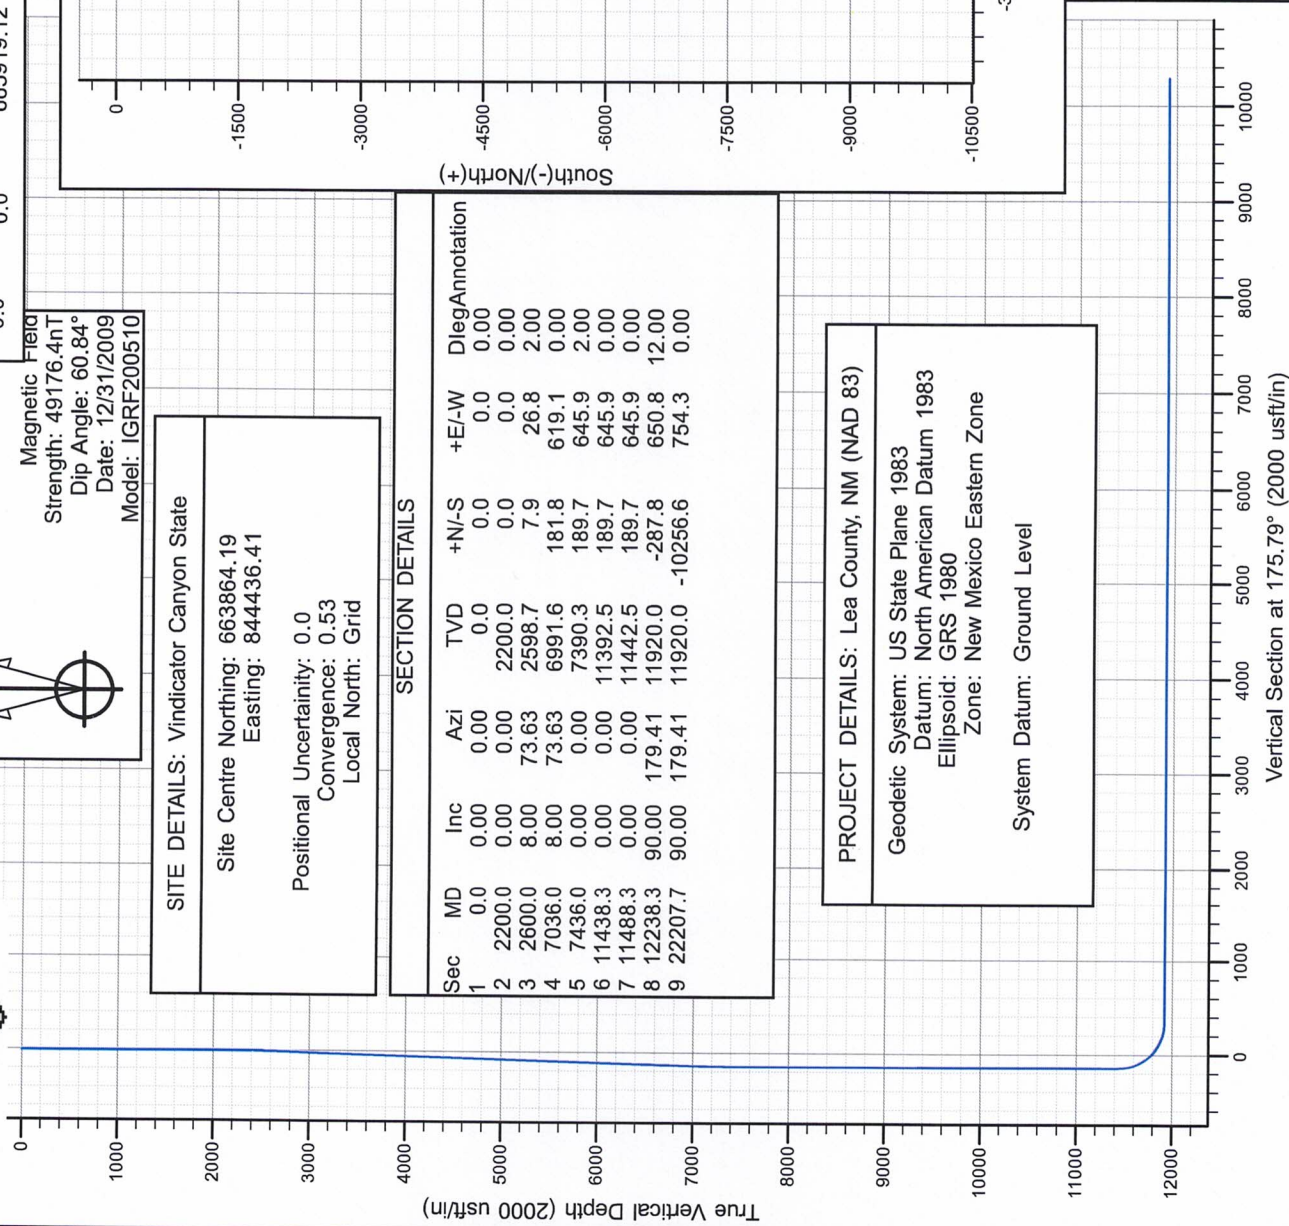 665919.12
0.0
Magnetic Field
Strength: 49176.4nT
Dip Angle: 60.84°
Date: 12/31/2009
Model: IGRF200510
0
-1500
-3000
-4500
-6000
-7500
-9000
-10500
South(-)/North(+)
SITE DETAILS: Vindicator Canyon State
Site Centre Northing: 663864.19
Easting: 844436.41
Positional Uncertainity: 0.0
Convergence: 0.53
Local North: Grid
SECTION DETAILS
Sec MD Inc Azi TVD +N/-S +E/-W DlegAnnotation
1 0.0 0.00 0.00 0.0 0.0 0.0 0.00
2 2200.0 0.00 0.00 2200.0 0.0 0.0 0.00
3 2600.0 8.00 73.63 2598.7 7.9 26.8 2.00
4 7036.0 8.00 73.63 6991.6 181.8 619.1 0.00
5 7436.0 0.00 0.00 7390.3 189.7 645.9 2.00
6 11438.3 0.00 0.00 11392.5 189.7 645.9 0.00
7 11488.3 0.00 0.00 11442.5 189.7 645.9 0.00
8 12238.3 90.00 179.41 11920.0 -287.8 650.8 12.00
9 22207.7 90.00 179.41 11920.0 -10256.6 754.3 0.00
PROJECT DETAILS: Lea County, NM (NAD 83)
Geodetic System: US State Plane 1983
Datum: North American Datum 1983
Ellipsoid: GRS 1980
Zone: New Mexico Eastern Zone
System Datum: Ground Level
True Vertical Depth (2000 usft/in)
0
1000
2000
3000
4000
5000
6000
7000
8000
9000
10000
11000
12000
0
1000
2000
3000
4000
5000
6000
7000
8000
9000
10000
Vertical Section at 175.79° (2000 usft/in)